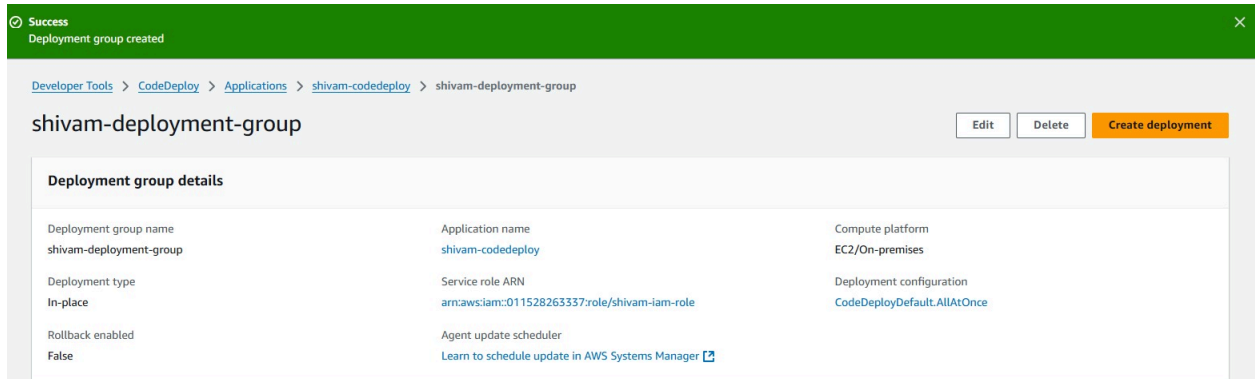 Success
Deployment group created
Developer Tools > CodeDeploy > Applications > shivam-codedeploy > shivam-deployment-group
shivam-deployment-group
Edit Delete Create deployment
Deployment group details
Deployment group name Application name Compute platform
shivam-deployment-group shivam-codedeploy EC2/On-premises
Deployment type Service role ARN Deployment configuration
In-place arn:aws:iam::011528263337:role/shivam-iam-role CodeDeployDefault.AllAtOnce
Rollback enabled Agent update scheduler
False Learn to schedule update in AWS Systems Manager